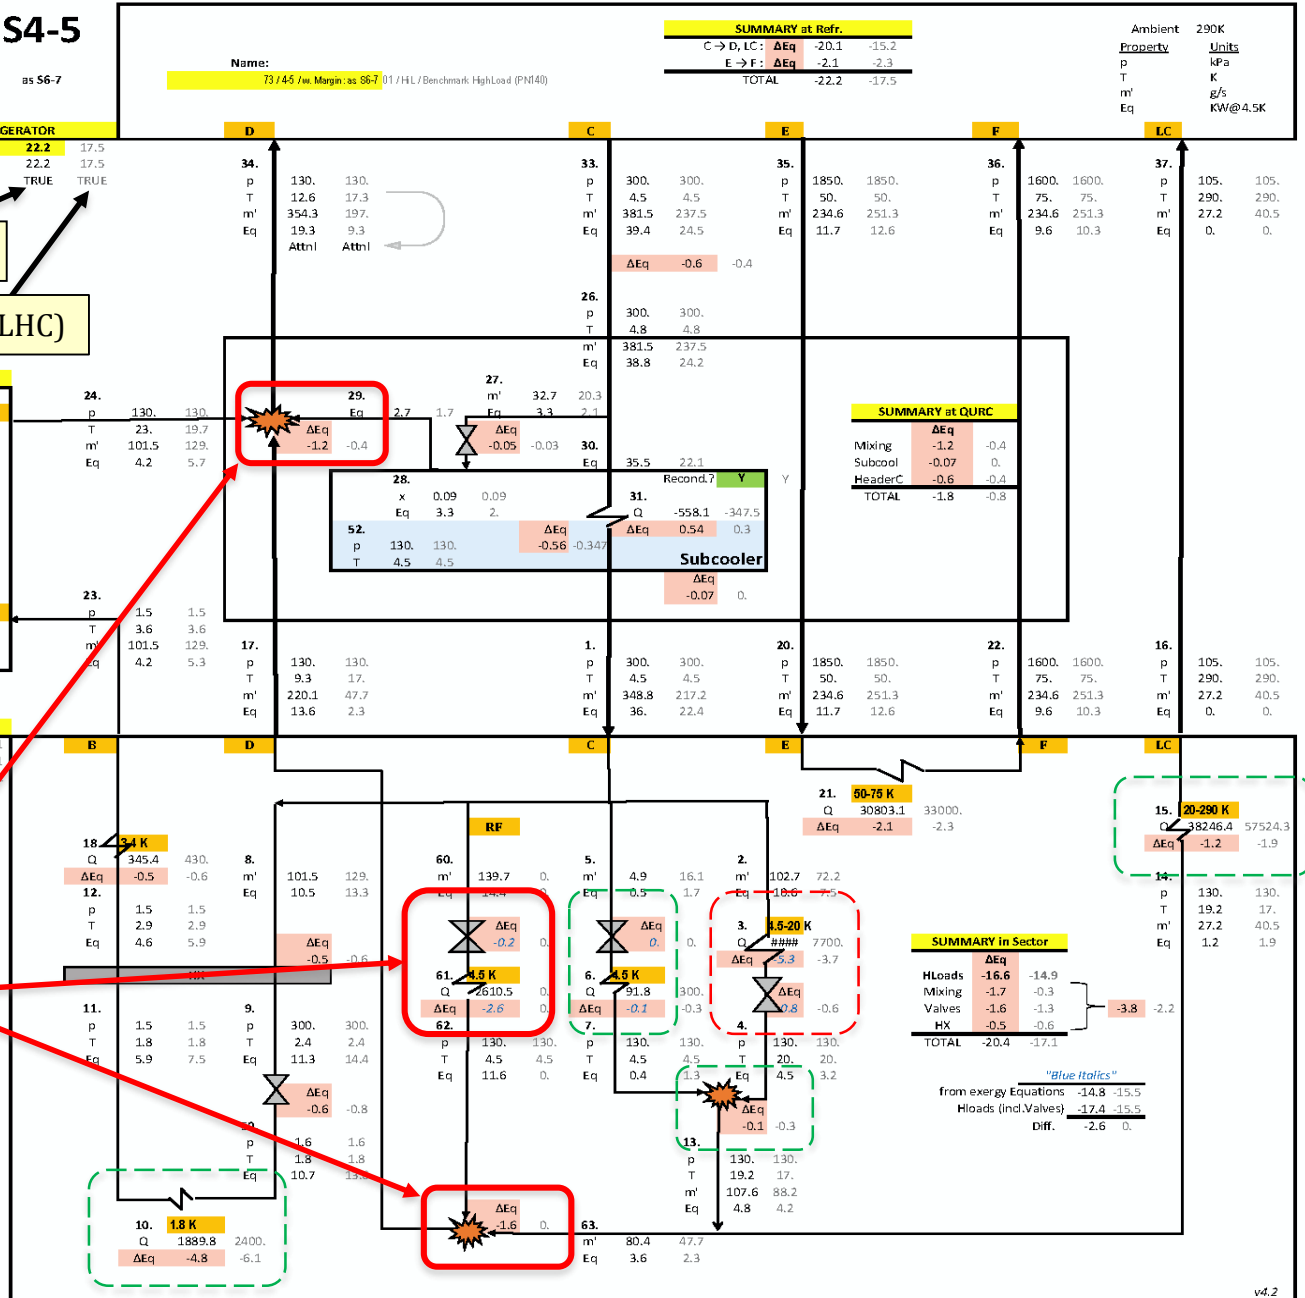 S4-5
as S6-7
Name:
73 / 4-5 / w. Margin: as S6-7 01 / HiL / Benchmark HighLoad (PN140)
SUMMARY at Refr.
C → D, LC: ΔEq -20.1 -15.2
E → F: ΔEq -2.1 -2.3
TOTAL -22.2 -17.5
Ambient 290K
Property Units
p kPa
T K
m' g/s
Eq KW@4.5K
GERATOR
22.2 17.5
22.2 17.5
TRUE TRUE
LHC)
D C E F LC
34.
p 130. 130.
T 12.6 17.3
m' 354.3 197.
Eq 19.3 9.3
Attnl Attnl
33.
p 300. 300.
T 4.5 4.5
m' 381.5 237.5
Eq 39.4 24.5
ΔEq -0.6 -0.4
35.
p 1850. 1850.
T 50. 50.
m' 234.6 251.3
Eq 11.7 12.6
36.
p 1600. 1600.
T 75. 75.
m' 234.6 251.3
Eq 9.6 10.3
37.
p 105. 105.
T 290. 290.
m' 27.2 40.5
Eq 0. 0.
26.
p 300. 300.
T 4.8 4.8
m' 381.5 237.5
Eq 38.8 24.2
24.
p 130. 130.
T 23. 19.7
m' 101.5 129.
Eq 4.2 5.7
29.
Eq 2.7 1.7
ΔEq
-1.2 -0.4
27.
m' 32.7 20.3
Eq 3.3 2.1
ΔEq
-0.05 -0.03
30.
Eq 35.5 22.1
SUMMARY at QURC
ΔEq
Mixing -1.2 -0.4
Subcool -0.07 0.
HeaderC -0.6 -0.4
TOTAL -1.8 -0.8
28.
x 0.09 0.09
Eq 3.3 2.
Recond.? Y Y
31.
Q -558.1 -347.5
ΔEq 0.54 0.3
52.
p 130. 130.
T 4.5 4.5
ΔEq
-0.56 -0.347
Subcooler
ΔEq
-0.07 0.
23.
p 1.5 1.5
T 3.6 3.6
m' 101.5 129.
Eq 4.2 5.3
17.
p 130. 130.
T 9.3 17.
m' 220.1 47.7
Eq 13.6 2.3
1.
p 300. 300.
T 4.5 4.5
m' 348.8 217.2
Eq 36. 22.4
20.
p 1850. 1850.
T 50. 50.
m' 234.6 251.3
Eq 11.7 12.6
22.
p 1600. 1600.
T 75. 75.
m' 234.6 251.3
Eq 9.6 10.3
16.
p 105. 105.
T 290. 290.
m' 27.2 40.5
Eq 0. 0.
B D C E F LC
21. 50-75 K
Q 30803.1 33000.
ΔEq -2.1 -2.3
15. 20-290 K
Q 38246.4 57524.3
ΔEq -1.2 -1.9
RF
18 3.4 K
Q 345.4 430.
ΔEq -0.5 -0.6
12.
p 1.5 1.5
T 2.9 2.9
Eq 4.6 5.9
8.
m' 101.5 129.
Eq 10.5 13.3
ΔEq
-0.5 -0.6
HX
60.
m' 139.7 0.
Eq 14.4 0.
ΔEq
-0.2 0.
61. 4.5 K
Q 2610.5 0.
ΔEq -2.6 0.
62.
p 130. 130.
T 4.5 4.5
Eq 11.6 0.
5.
m' 4.9 16.1
Eq 0.5 1.7
ΔEq
0. 0.
6. 4.5 K
Q 91.8 300.
ΔEq -0.1 -0.3
7.
p 130. 130.
T 4.5 4.5
Eq 0.4 1.3
2.
m' 102.7 72.2
Eq 10.6 7.5
3. 4.5-20 K
Q #### 7700.
ΔEq -5.3 -3.7
ΔEq
-0.8 -0.6
4.
p 130. 130.
T 20. 20.
Eq 4.5 3.2
ΔEq
-0.1 -0.3
14.
p 130. 130.
T 19.2 17.
m' 27.2 40.5
Eq 1.2 1.9
SUMMARY in Sector
ΔEq
HLoads -16.6 -14.9
Mixing -1.7 -0.3
Valves -1.6 -1.3
HX -0.5 -0.6
TOTAL -20.4 -17.1
-3.8 -2.2
"Blue Italics"
from exergy Equations -14.8 -15.5
Hloads (incl.Valves) -17.4 -15.5
Diff. -2.6 0.
11.
p 1.5 1.5
T 1.8 1.8
Eq 5.9 7.5
9.
p 300. 300.
T 2.4 2.4
Eq 11.3 14.4
ΔEq
-0.6 -0.8
p 1.6 1.6
T 1.8 1.8
Eq 10.7
10. 1.8 K
Q 1889.8 2400.
ΔEq -4.8 -6.1
13.
p 130. 130.
T 19.2 17.
m' 107.6 88.2
Eq 4.8 4.2
ΔEq
-1.6 0.
63.
m' 80.4 47.7
Eq 3.6 2.3
v4.2